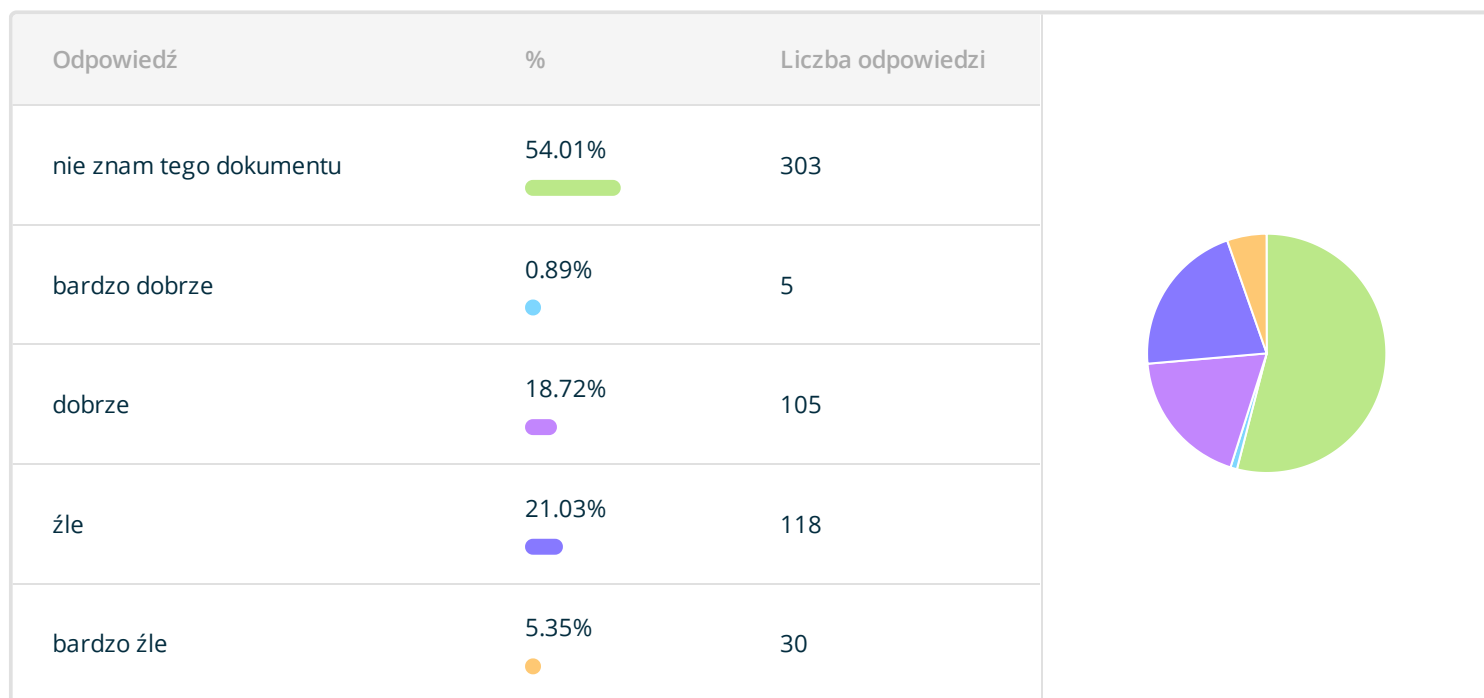 Odpowiedź % Liczba odpowiedzi
nie znam tego dokumentu 54.01% 303
bardzo dobrze 0.89% 5
dobrze 18.72% 105
źle 21.03% 118
bardzo źle 5.35% 30